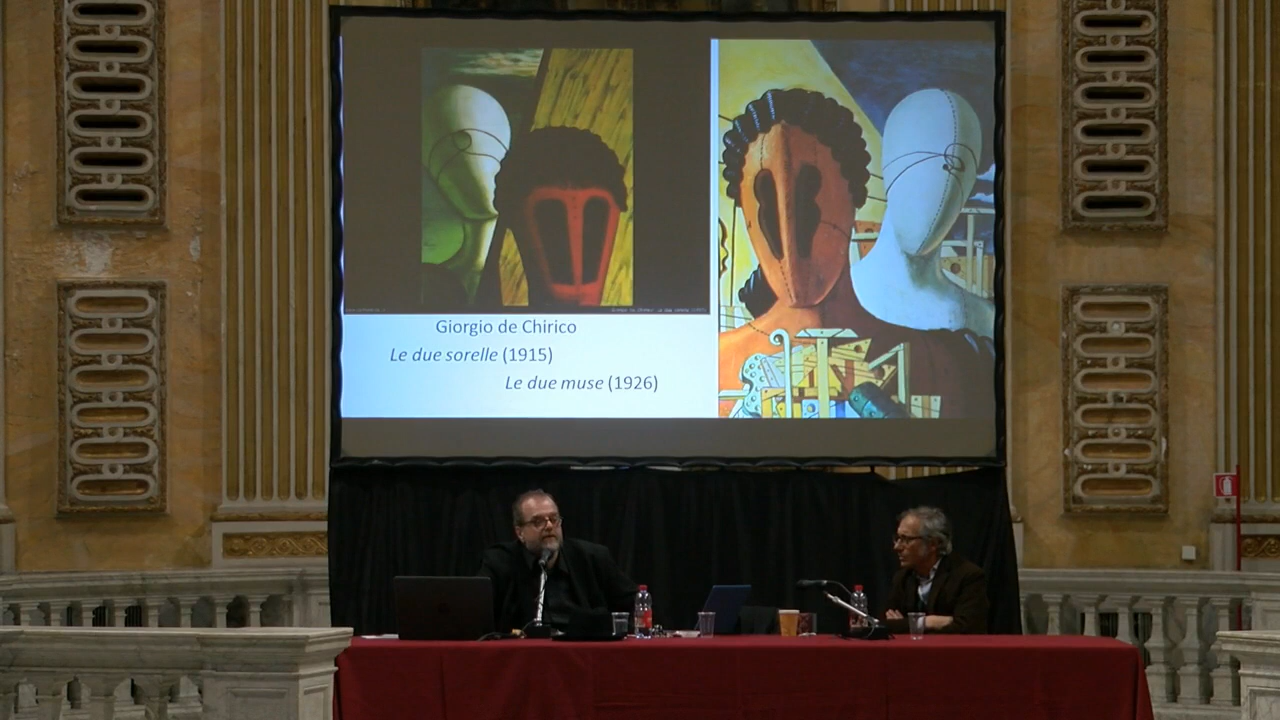 Giorgio de Chirico
Le due sorelle (1915)
Le due muse (1926)